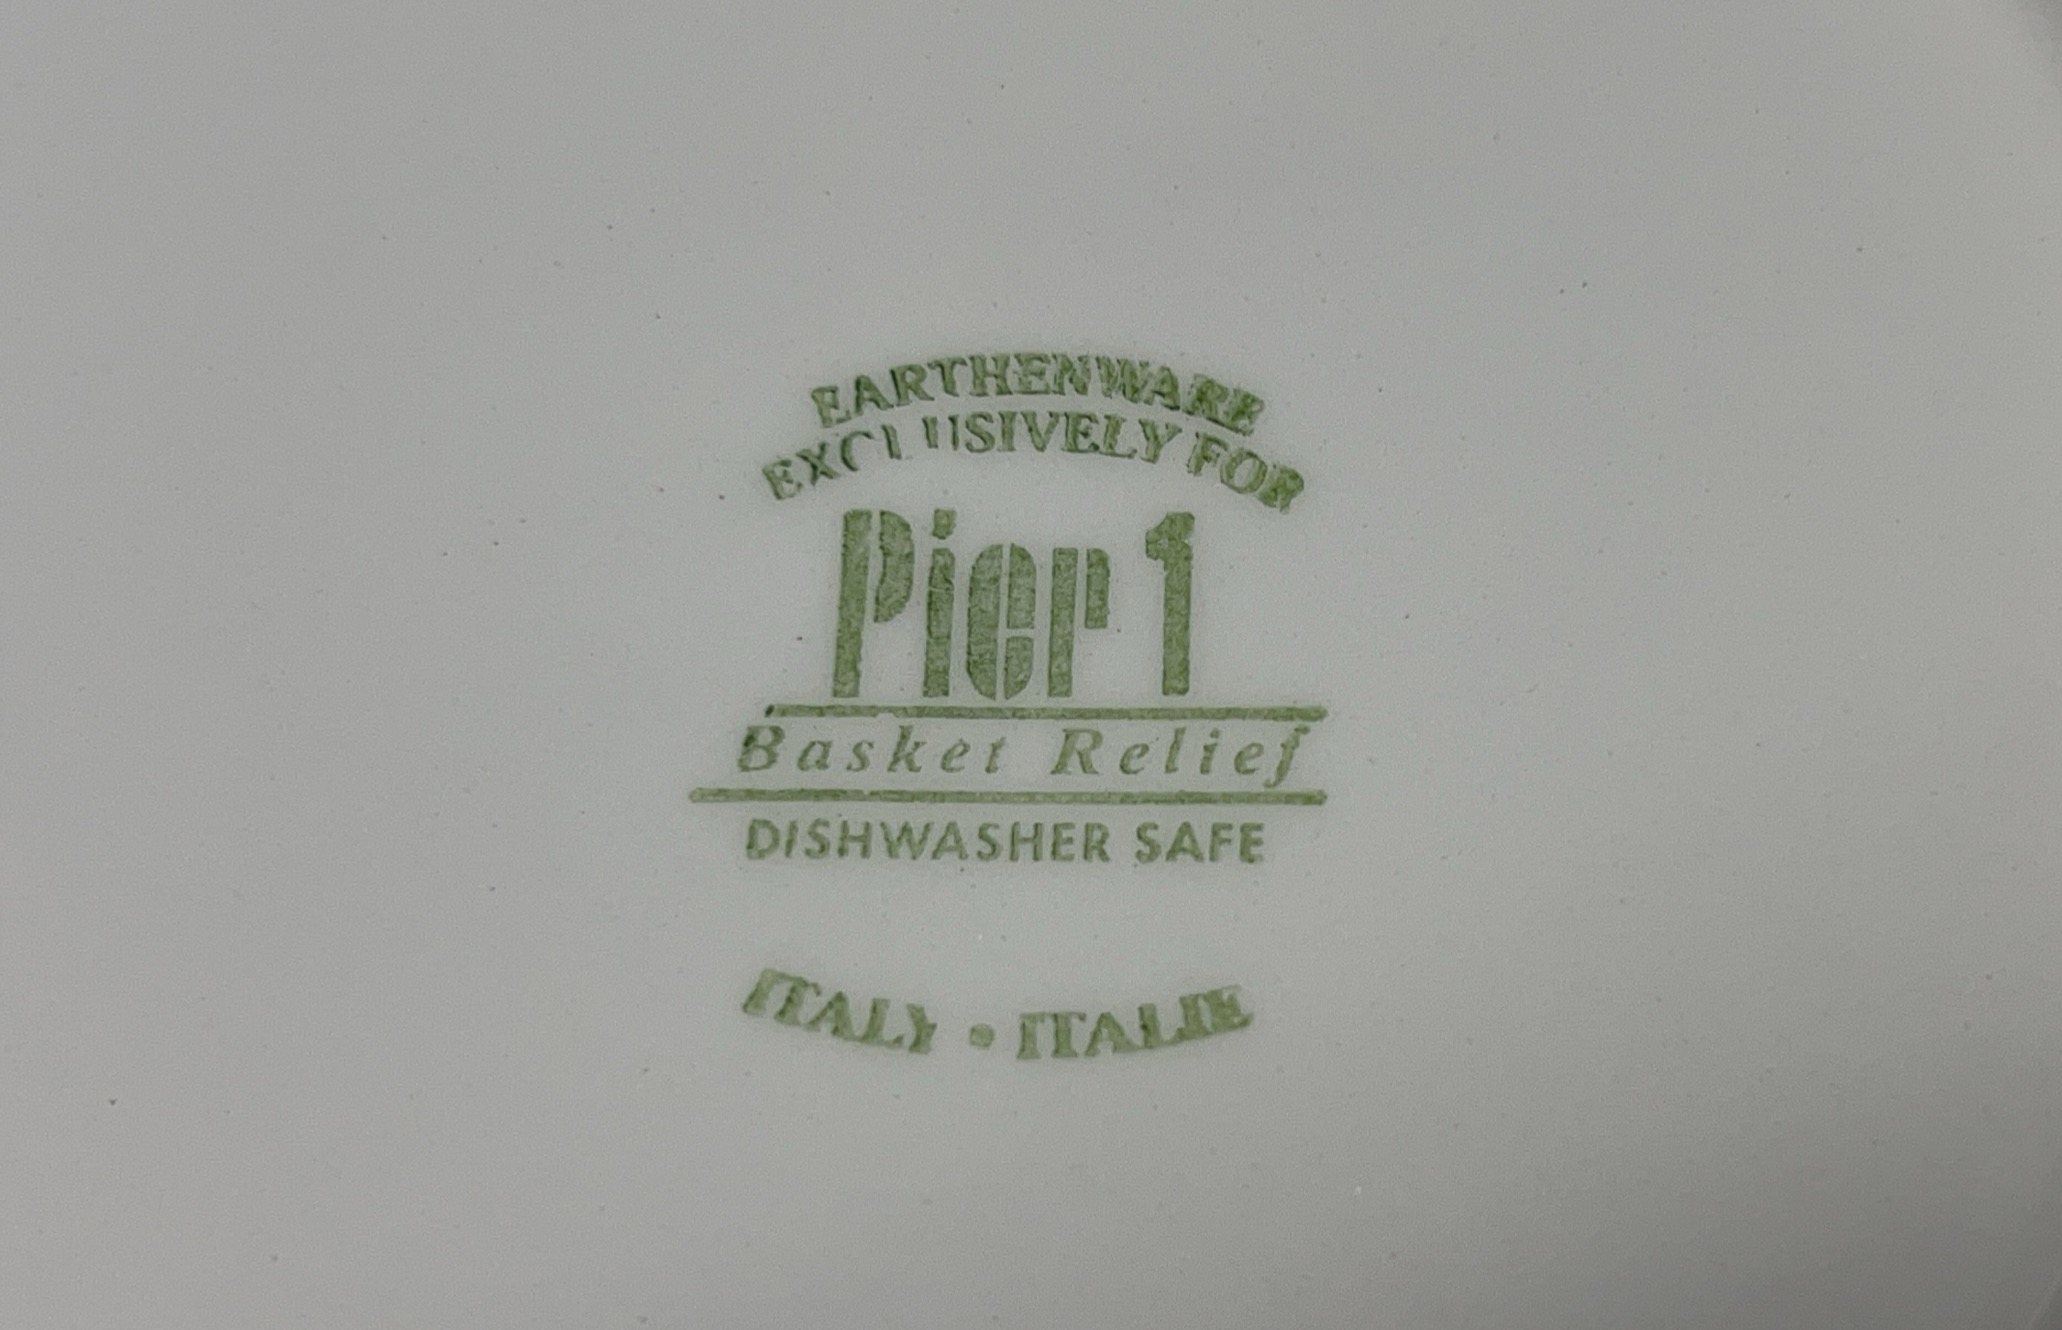 EARTHENWARE
EXCLUSIVELY FOR
Pier 1
Basket Relief
DISHWASHER SAFE
ITALY • ITALIE